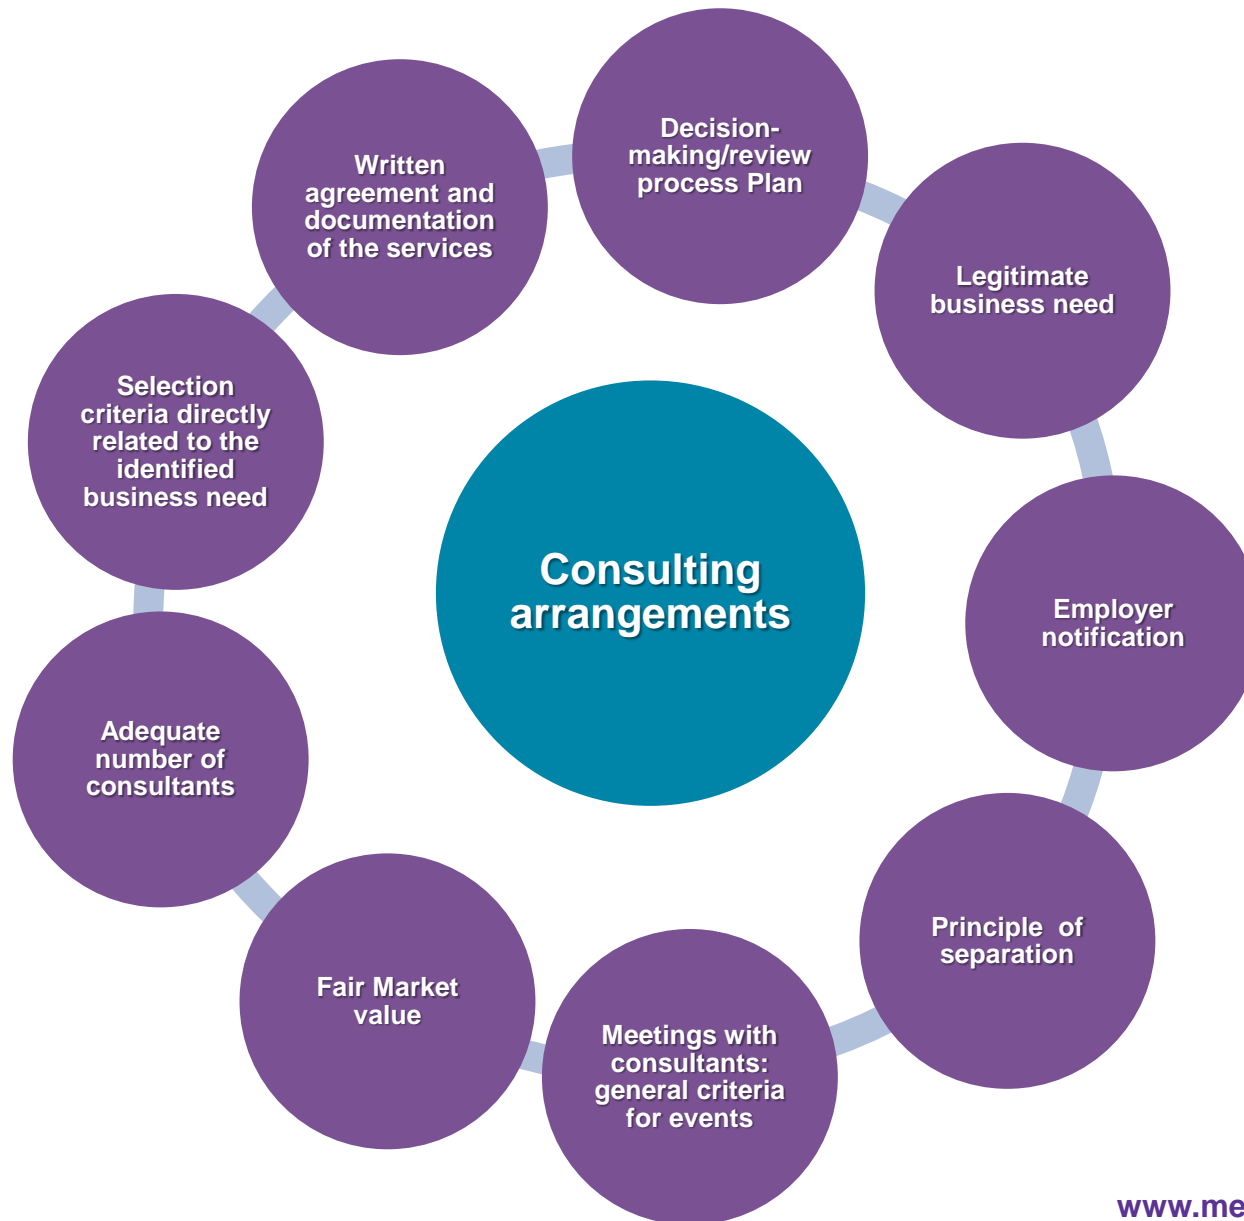 Decision-
making/review
process Plan
Legitimate
business need
Employer
notification
Principle of
separation
Meetings with
consultants:
general criteria
for events
Fair Market
value
Adequate
number of
consultants
Selection
criteria directly
related to the
identified
business need
Written
agreement and
documentation
of the services
Consulting
arrangements
www.me